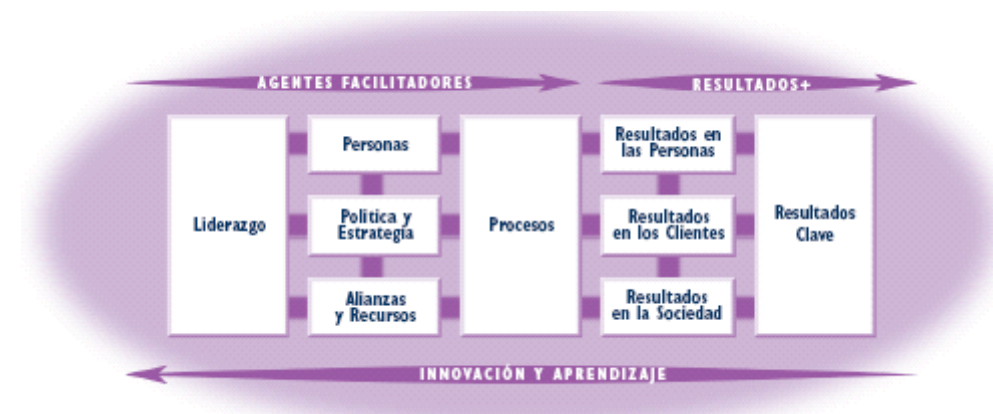 AGENTES FACILITADORES
RESULTADOS+
Liderazgo
Personas
Política y
Estrategia
Alianzas
y Recursos
Procesos
Resultados en
las Personas
Resultados
en los Clientes
Resultados
en la Sociedad
Resultados
Clave
INNOVACIÓN Y APRENDIZAJE